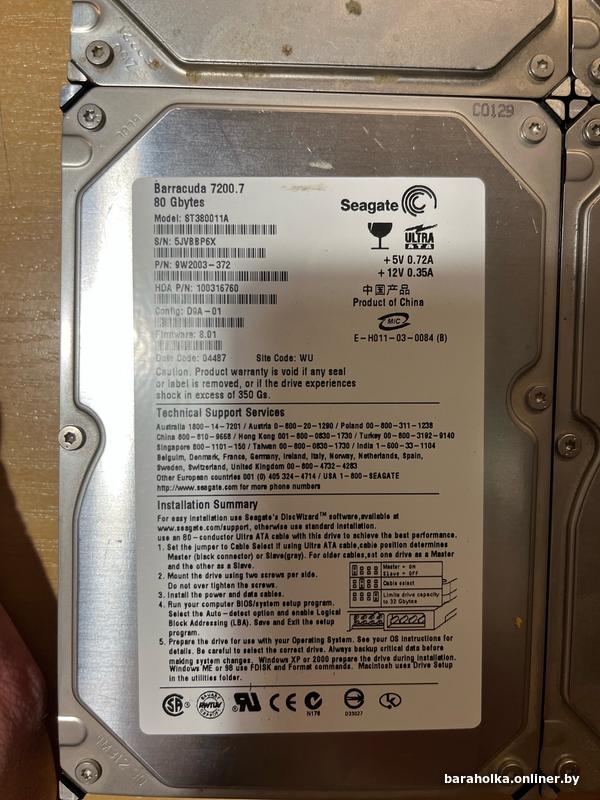 C0129
Barracuda 7200.7
80 Gbytes
Seagate
Model: ST380011A
S/N: 5JVBBP6X
ULTRA
ATA
P/N: 9W2003-372
+5V 0.72A
+12V 0.35A
HDA P/N: 100316760
中国产品
Product of China
Config: D9A-01
MIC
Firmware: 8.01
E-H011-03-0084 (B)
Date Code: 04487 Site Code: WU
Caution: Product warranty is void if any seal
or label is removed, or if the drive experiences
shock in excess of 350 Gs.
Technical Support Services
Australia 1800-14-7201 / Austria 0-800-20-1290 / Poland 00-800-311-1238
China 800-810-9668 / Hong Kong 001-800-0830-1730 / Turkey 00-800-3192-9140
Singapore 800-1101-150 / Taiwan 00-800-0830-1730 / India 1-600-33-1104
Belguim, Denmark, France, Germany, Ireland, Italy, Norway, Netherlands, Spain,
Sweden, Switzerland, United Kingdom 00-800-4732-4283
Other European countries 001 (0) 405 324-4714 / USA 1-800-SEAGATE
http://www.seagate.com for more phone numbers
Installation Summary
For easy installation use Seagate's DiscWizard™ software,available at
www.seagate.com/support, otherwise use standard installation.
use an 80-conductor Ultra ATA cable with this drive to achieve the best performance.
1. Set the jumper to Cable Select if using Ultra ATA cable,cable position determines
Master (black connector) or Slave(gray). For older cables,set one drive as a Master
and the other as a Slave.
2. Mount the drive using two screws per side.
Do not over tighten the screws.
3. Install the power and data cables.
4. Run your computer BIOS/system setup program.
Select the Auto-detect option and enable Logical
Block Addressing (LBA). Save and Exit the setup
program.
Master = ON
Slave = OFF
Cable select
Limits drive capacity
to 32 Gbytes
5. Prepare the drive for use with your Operating System. See your OS instructions for
details. Be careful to select the correct drive. Always backup critical data before
making system changes. Windows XP or 2000 prepare the drive during installation.
Windows ME or 98 use FDISK and Format commands. Macintosh uses Drive Setup
in the utilities folder.
N176
D33027
baraholka.onliner.by